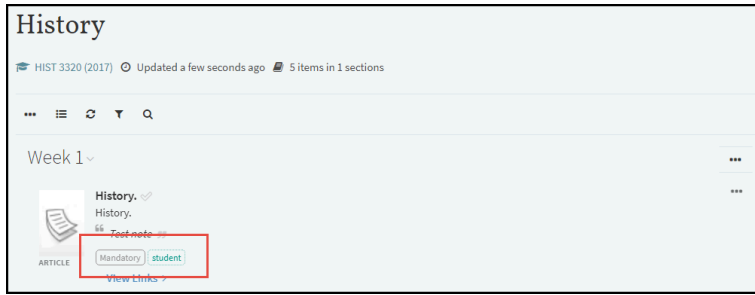 History
HIST 3320 (2017) Updated a few seconds ago 5 items in 1 sections
Week 1
History.
History.
“ Test note ”
Mandatory student
ARTICLE
View Links